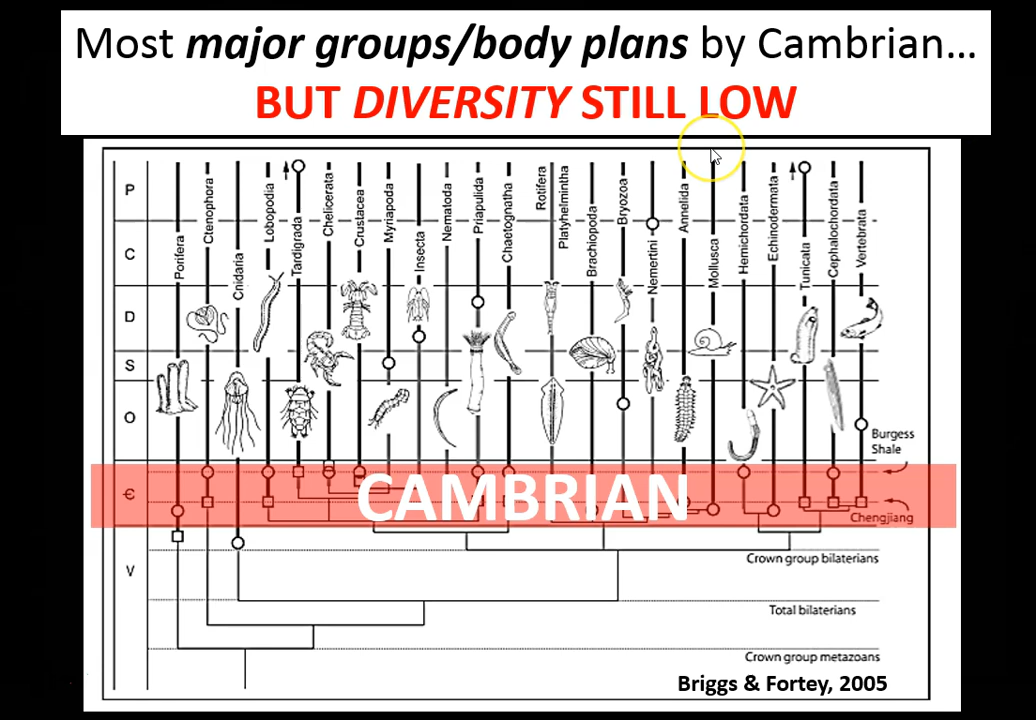 Most major groups/body plans by Cambrian...
BUT DIVERSITY STILL LOW
P
C
D
S
O
Є
V
Porifera
Ctenophora
Cnidaria
Lobopodia
Tardigrada
Chelicerata
Crustacea
Myriapoda
Insecta
Nematoda
Priapulida
Chaetognatha
Rotifera
Platyhelmintha
Brachiopoda
Bryozoa
Nemertini
Annelida
Mollusca
Hemichordata
Echinodermata
Tunicata
Cephalochordata
Vertebrata
Burgess
Shale
CAMBRIAN
Chengjiang
Crown group bilaterians
Total bilaterians
Crown group metazoans
Briggs & Fortey, 2005